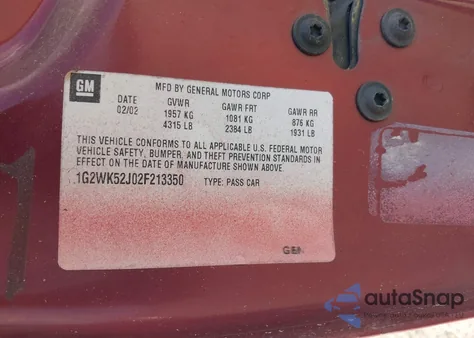 GM
MFD BY GENERAL MOTORS CORP
DATE GVWR GAWR FRT GAWR RR
02/02 1957 KG 1081 KG 876 KG
4315 LB 2384 LB 1931 LB
THIS VEHICLE CONFORMS TO ALL APPLICABLE U.S. FEDERAL MOTOR
VEHICLE SAFETY, BUMPER, AND THEFT PREVENTION STANDARDS IN
EFFECT ON THE DATE OF MANUFACTURE SHOWN ABOVE.
1G2WK52J02F213350 TYPE: PASS CAR
GEN
autoSnap